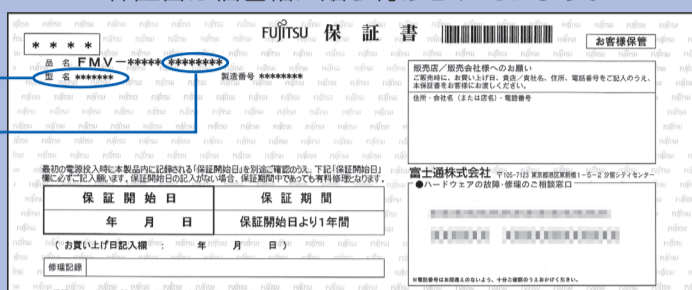 FUJITSU 保証書
お客様保管
＊＊＊＊
品名 FMV－***** ********
型名 *******
製造番号 ********
販売店／販売会社様へのお願い
ご販売時に、お買い上げ日、貴店／貴社名、住所、電話番号をご記入のうえ、
本保証書をお客様にお渡しください。
住所・会社名（または店名）・電話番号
最初の電源投入時に本製品内に記録される「保証開始日」を別途ご確認のうえ、下記「保証開始日」
欄に必ずご記入願います。保証開始日の記入がない場合、保証期間中であっても有料修理となります。
保証開始日
保証期間
年 月 日
保証開始日より1年間
（お買い上げ日記入欄 ： 年 月 日）
修理記録
富士通株式会社 〒105-7123 東京都港区東新橋1－5－2 汐留シティセンター
●ハードウェアの故障・修理のご相談窓口
※電話番号はお間違えのないよう、十分ご確認のうえおかけください。